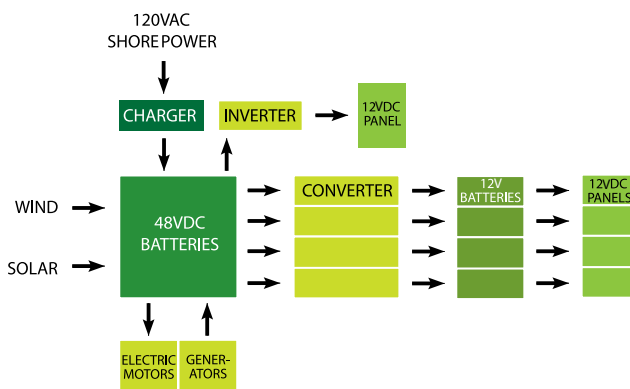 120VAC
SHORE POWER
CHARGER
INVERTER
12VDC
PANEL
WIND
SOLAR
48VDC
BATTERIES
CONVERTER
12V
BATTERIES
12VDC
PANELS
ELECTRIC
MOTORS
GENER-
ATORS